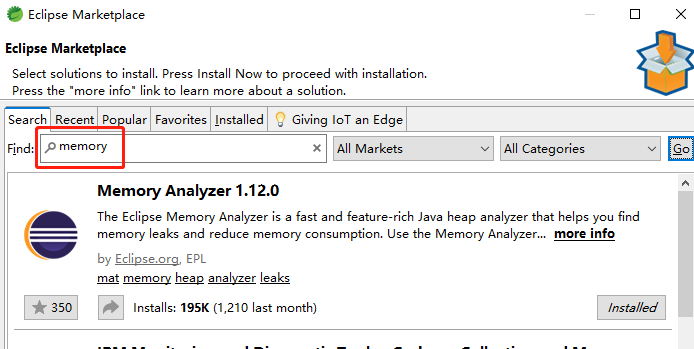 Eclipse Marketplace
Eclipse Marketplace
Select solutions to install. Press Install Now to proceed with installation.
Press the "more info" link to learn more about a solution.
Search Recent Popular Favorites Installed Giving IoT an Edge
Find: memory All Markets All Categories Go
Memory Analyzer 1.12.0
The Eclipse Memory Analyzer is a fast and feature-rich Java heap analyzer that helps you find
memory leaks and reduce memory consumption. Use the Memory Analyzer... more info
by Eclipse.org, EPL
mat memory heap analyzer leaks
350 Installs: 195K (1,210 last month) Installed